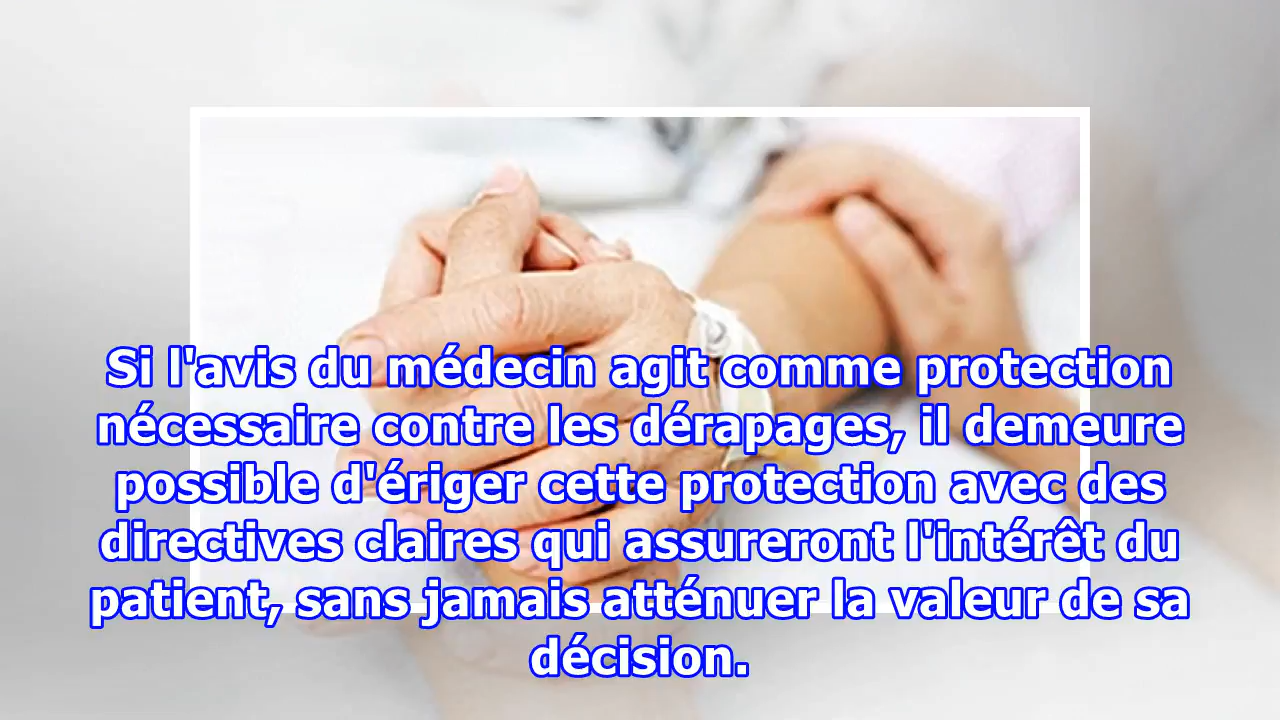 Si l'avis du médecin agit comme protection
nécessaire contre les dérapages, il demeure
possible d'ériger cette protection avec des
directives claires qui assureront l'intérêt du
patient, sans jamais atténuer la valeur de sa
décision.